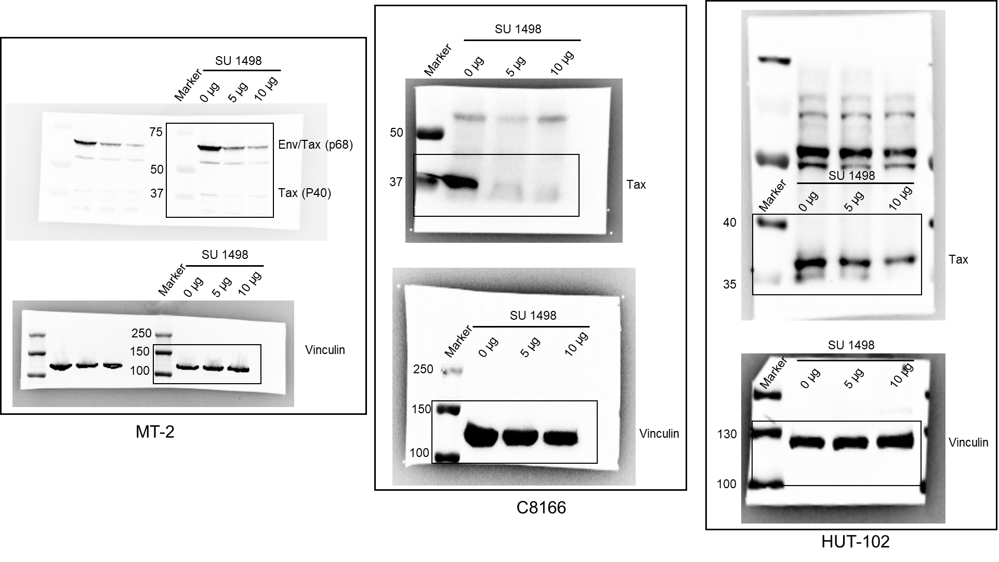 SU 1498
Marker
0 µg
5 µg
10 µg
75
50
37
Env/Tax (p68)
Tax (P40)
SU 1498
Marker
0 µg
5 µg
10 µg
250
150
100
Vinculin
MT-2
SU 1498
Marker
0 µg
5 µg
10 µg
50
37
Tax
SU 1498
Marker
0 µg
5 µg
10 µg
250
150
100
Vinculin
C8166
SU 1498
Marker
0 µg
5 µg
10 µg
40
35
Tax
SU 1498
Marker
0 µg
5 µg
10 µg
130
100
Vinculin
HUT-102